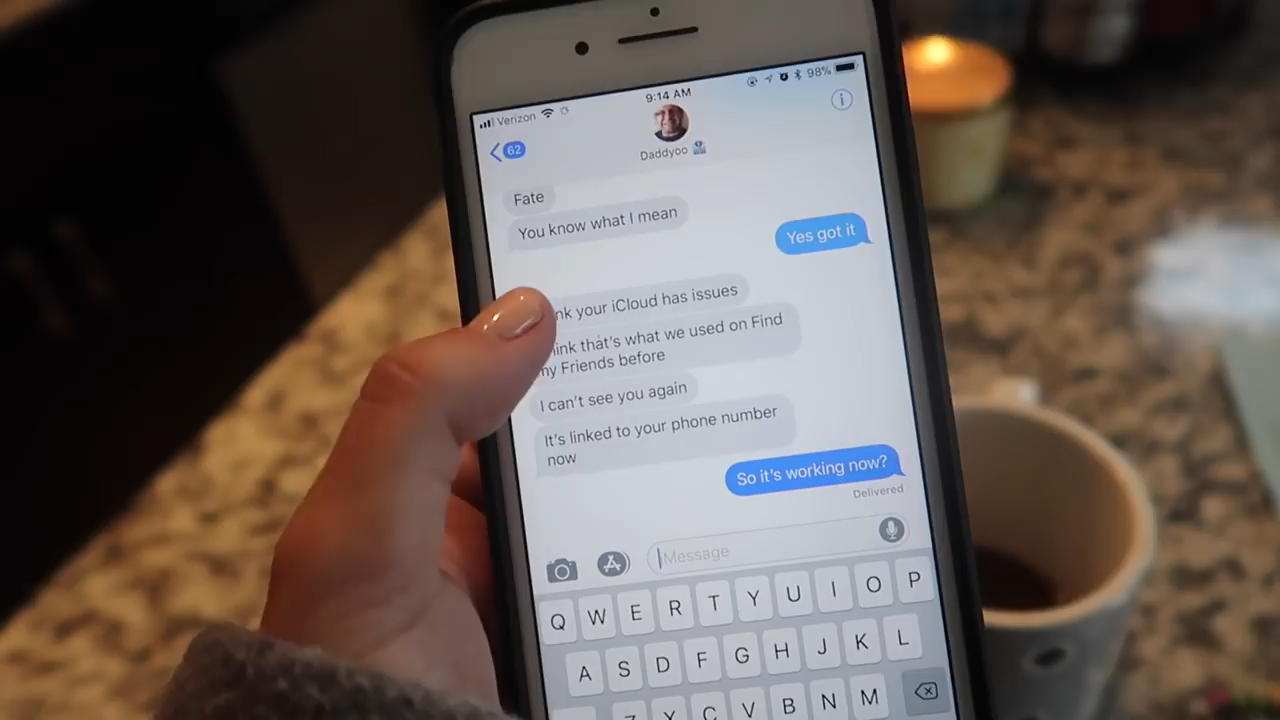 Verizon
9:14 AM
98%
62
Daddyoo
Fate
You know what I mean
Yes got it
nk your iCloud has issues
ink that's what we used on Find
my Friends before
I can't see you again
It's linked to your phone number
now
So it's working now?
Delivered
Message
Q W E R T Y U I O P
A S D F G H J K L
Z X C V B N M